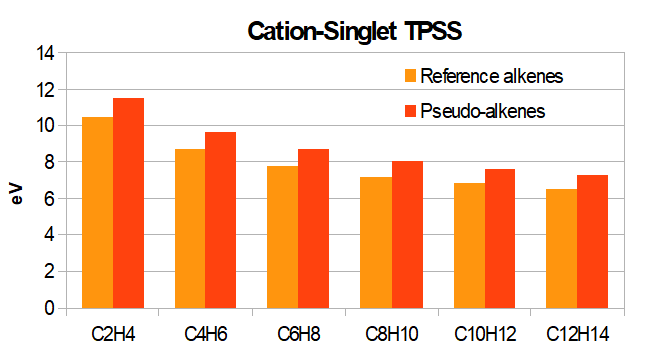 Cation-Singlet TPSS
14
12
10
8
6
4
2
0
eV
Reference alkenes
Pseudo-alkenes
C2H4 C4H6 C6H8 C8H10 C10H12 C12H14